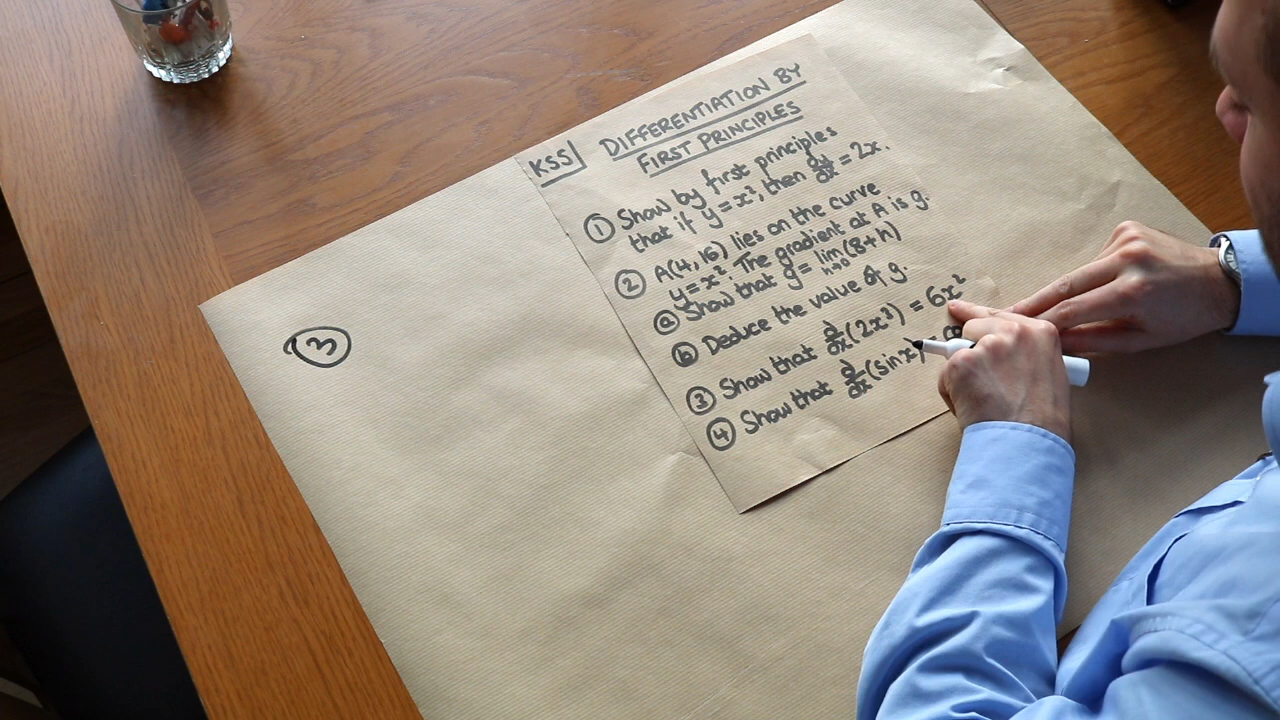 KSS
DIFFERENTIATION BY
FIRST PRINCIPLES
① Show by first principles
that if y = x², then dy/dx = 2x.
② A(4,16) lies on the curve
y = x². The gradient at A is g.
ⓐ Show that g = lim h→0 (8+h)
ⓑ Deduce the value of g.
③ Show that d/dx (2x³) = 6x²
④ Show that d/dx (sinx) =
③